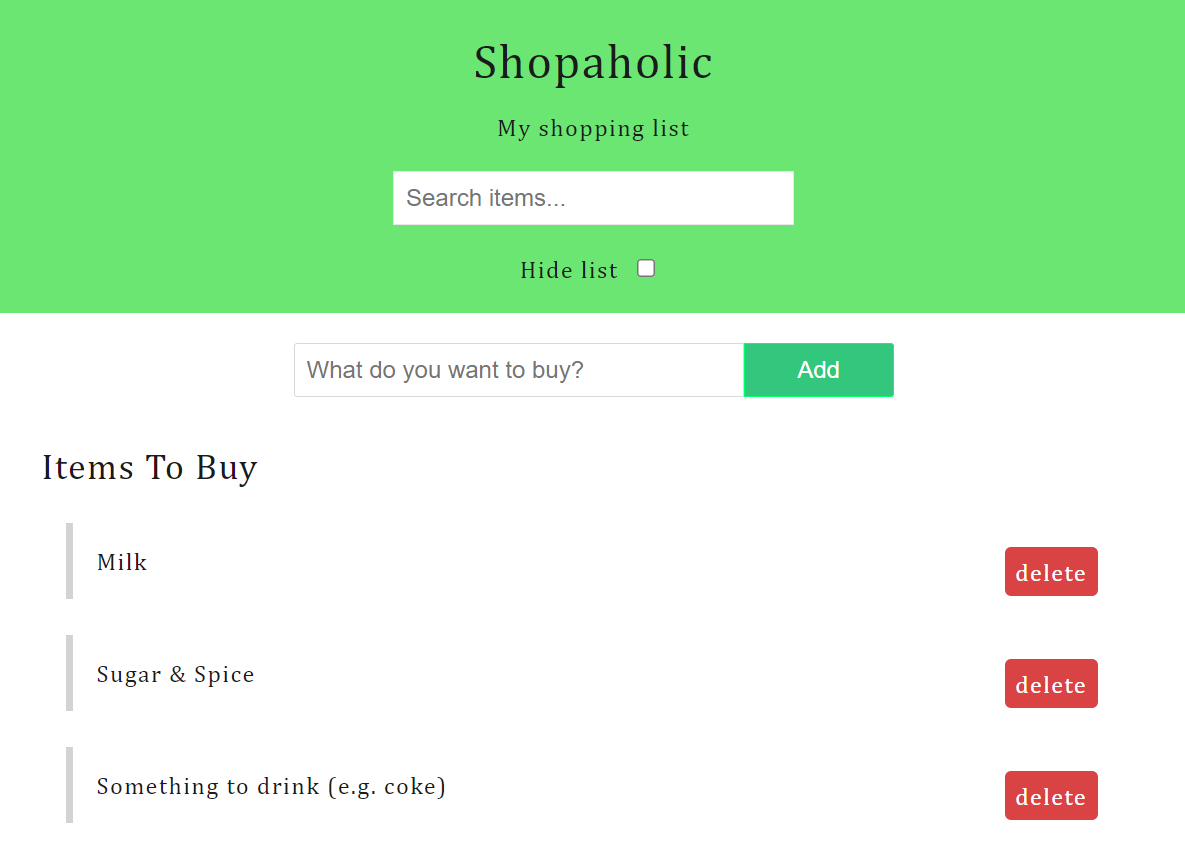 Shopaholic
My shopping list
Search items...
Hide list
What do you want to buy? Add
Items To Buy
Milk delete
Sugar & Spice delete
Something to drink (e.g. coke) delete